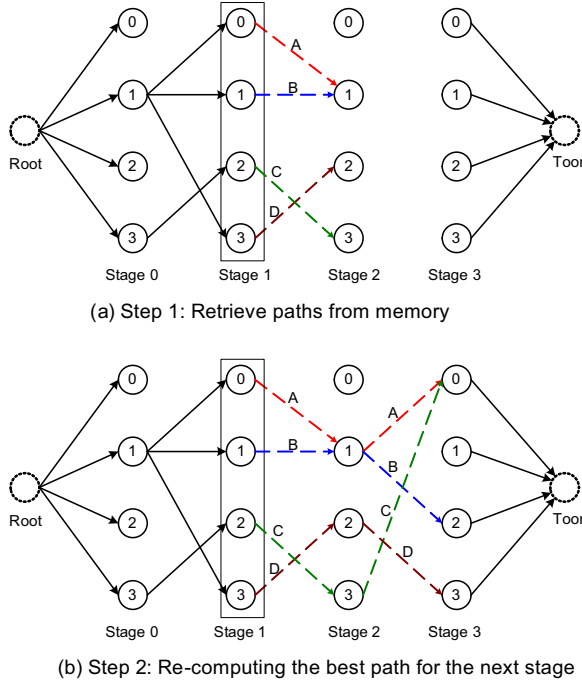 0 0 0 0
A
1 1 B 1 1
Root Toor
2 2 C 2 2
D
3 3 3 3
Stage 0 Stage 1 Stage 2 Stage 3
(a) Step 1: Retrieve paths from memory
0 0 0 0
A A
1 1 B 1 1
B
Root Toor
C
2 2 C 2 2
D D
3 3 3 3
Stage 0 Stage 1 Stage 2 Stage 3
(b) Step 2: Re-computing the best path for the next stage